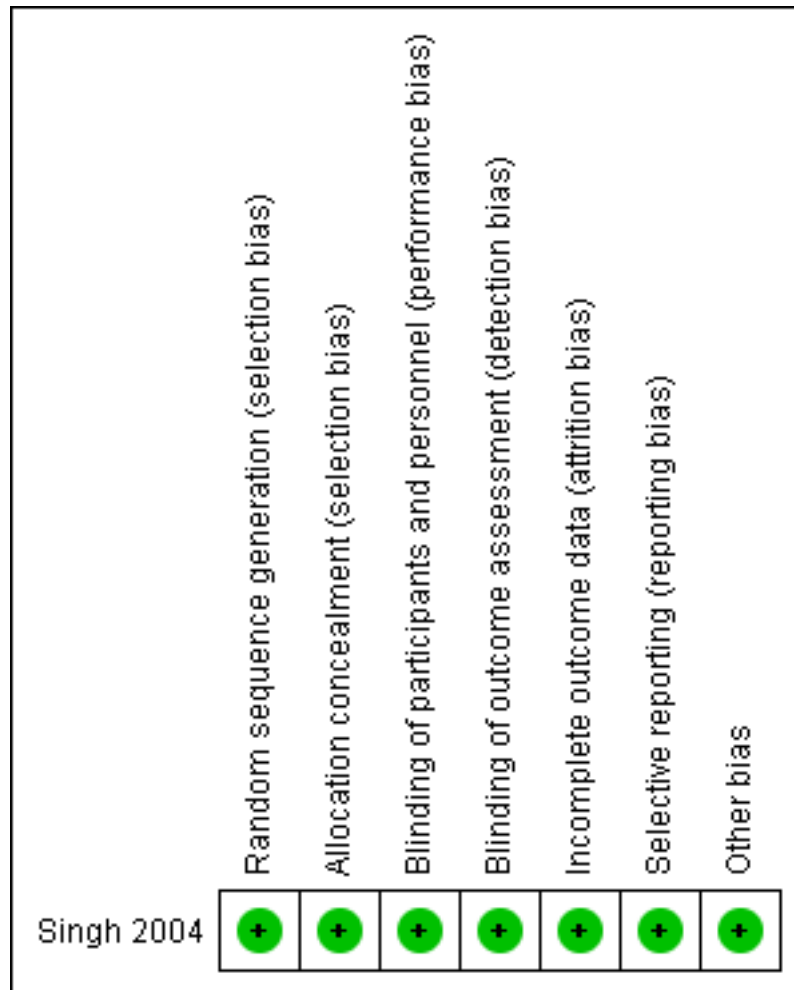 Random sequence generation (selection bias)
Allocation concealment (selection bias)
Blinding of participants and personnel (performance bias)
Blinding of outcome assessment (detection bias)
Incomplete outcome data (attrition bias)
Selective reporting (reporting bias)
Other bias
Singh 2004 + + + + + + +